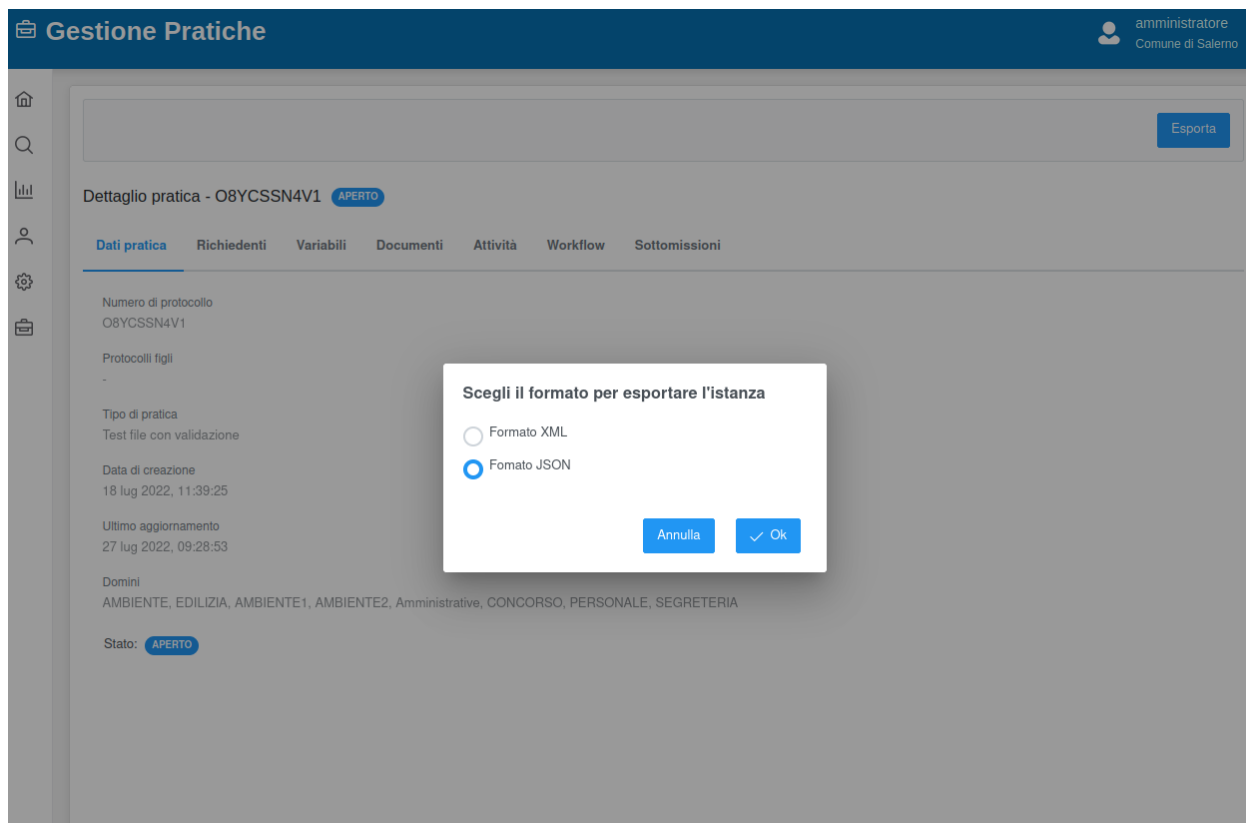 Gestione Pratiche
amministratore
Comune di Salerno
Esporta
Dettaglio pratica - O8YCSSN4V1 APERTO
Dati pratica Richiedenti Variabili Documenti Attività Workflow Sottomissioni
Numero di protocollo
O8YCSSN4V1
Protocolli figli
-
Tipo di pratica
Test file con validazione
Data di creazione
18 lug 2022, 11:39:25
Ultimo aggiornamento
27 lug 2022, 09:28:53
Domini
AMBIENTE, EDILIZIA, AMBIENTE1, AMBIENTE2, Amministrative, CONCORSO, PERSONALE, SEGRETERIA
Stato: APERTO
Scegli il formato per esportare l'istanza
Formato XML
Fomato JSON
Annulla Ok